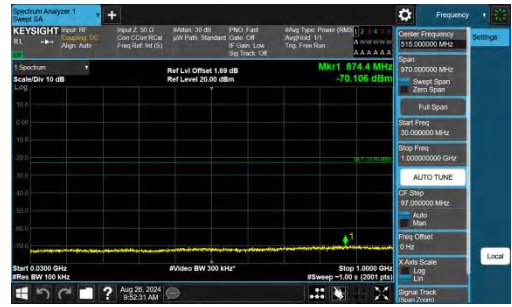 Spectrum Analyzer 1
Swept SA
Frequency
KEYSIGHT
Input: RF
Coupling: DC
Align: Auto
Input Z: 50 Ω
Corr CCorr RCal
Freq Ref: Int (S)
#Atten: 30 dB
µW Path: Standard
PNO: Fast
Gate: Off
IF Gain: Low
Sig Track: Off
#Avg Type: Power (RMS)
Avg|Hold: 1/1
Trig: Free Run
1 2 3 4 5 6
A W W W W W
A A A A A A
1 Spectrum
Scale/Div 10 dB
Log
Ref Lvl Offset 1.69 dB
Ref Level 20.00 dBm
Mkr1 874.4 MHz
-70.106 dBm
10.0
0.00
-10.0
-20.0
-30.0
-40.0
-50.0
-60.0
-70.0
1
Start 0.0300 GHz
#Res BW 100 kHz
#Video BW 300 kHz*
Stop 1.0000 GHz
#Sweep ~1.00 s (2001 pts)
Aug 26, 2024
9:52:31 AM
Center Frequency
515.000000 MHz
Settings
Span
970.000000 MHz
Swept Span
Zero Span
Full Span
Start Freq
30.000000 MHz
Stop Freq
1.000000000 GHz
AUTO TUNE
CF Step
97.000000 MHz
Auto
Man
Freq Offset
0 Hz
X Axis Scale
Log
Lin
Local
Signal Track
(Span Zoom)